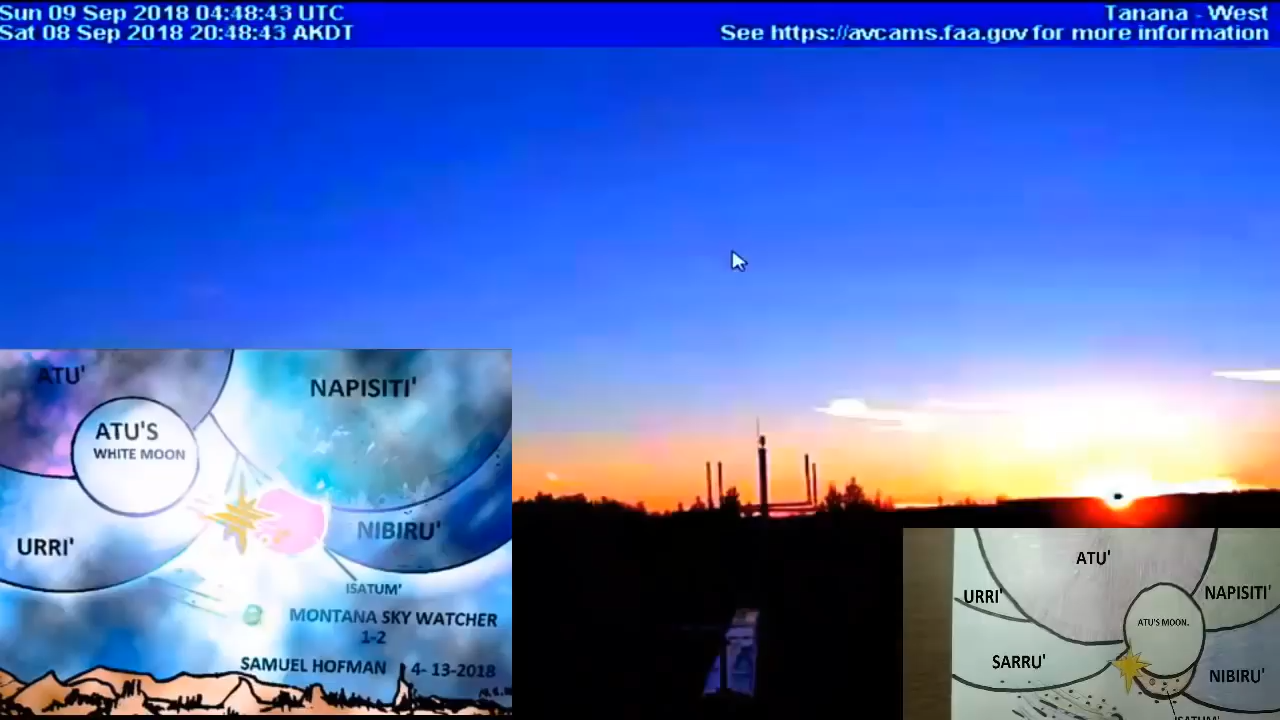 Sun 09 Sep 2018 04:48:43 UTC
Sat 08 Sep 2018 20:48:43 AKDT
Tanana - West
See https://avcams.faa.gov for more information
ATU'
NAPISITI'
ATU'S
WHITE MOON
URRI'
NIBIRU'
ISATUM'
MONTANA SKY WATCHER
1-2
SAMUEL HOFMAN 4- 13-2018
ATU'
URRI'
NAPISITI'
ATU'S MOON.
SARRU'
NIBIRU'
ISATUM'